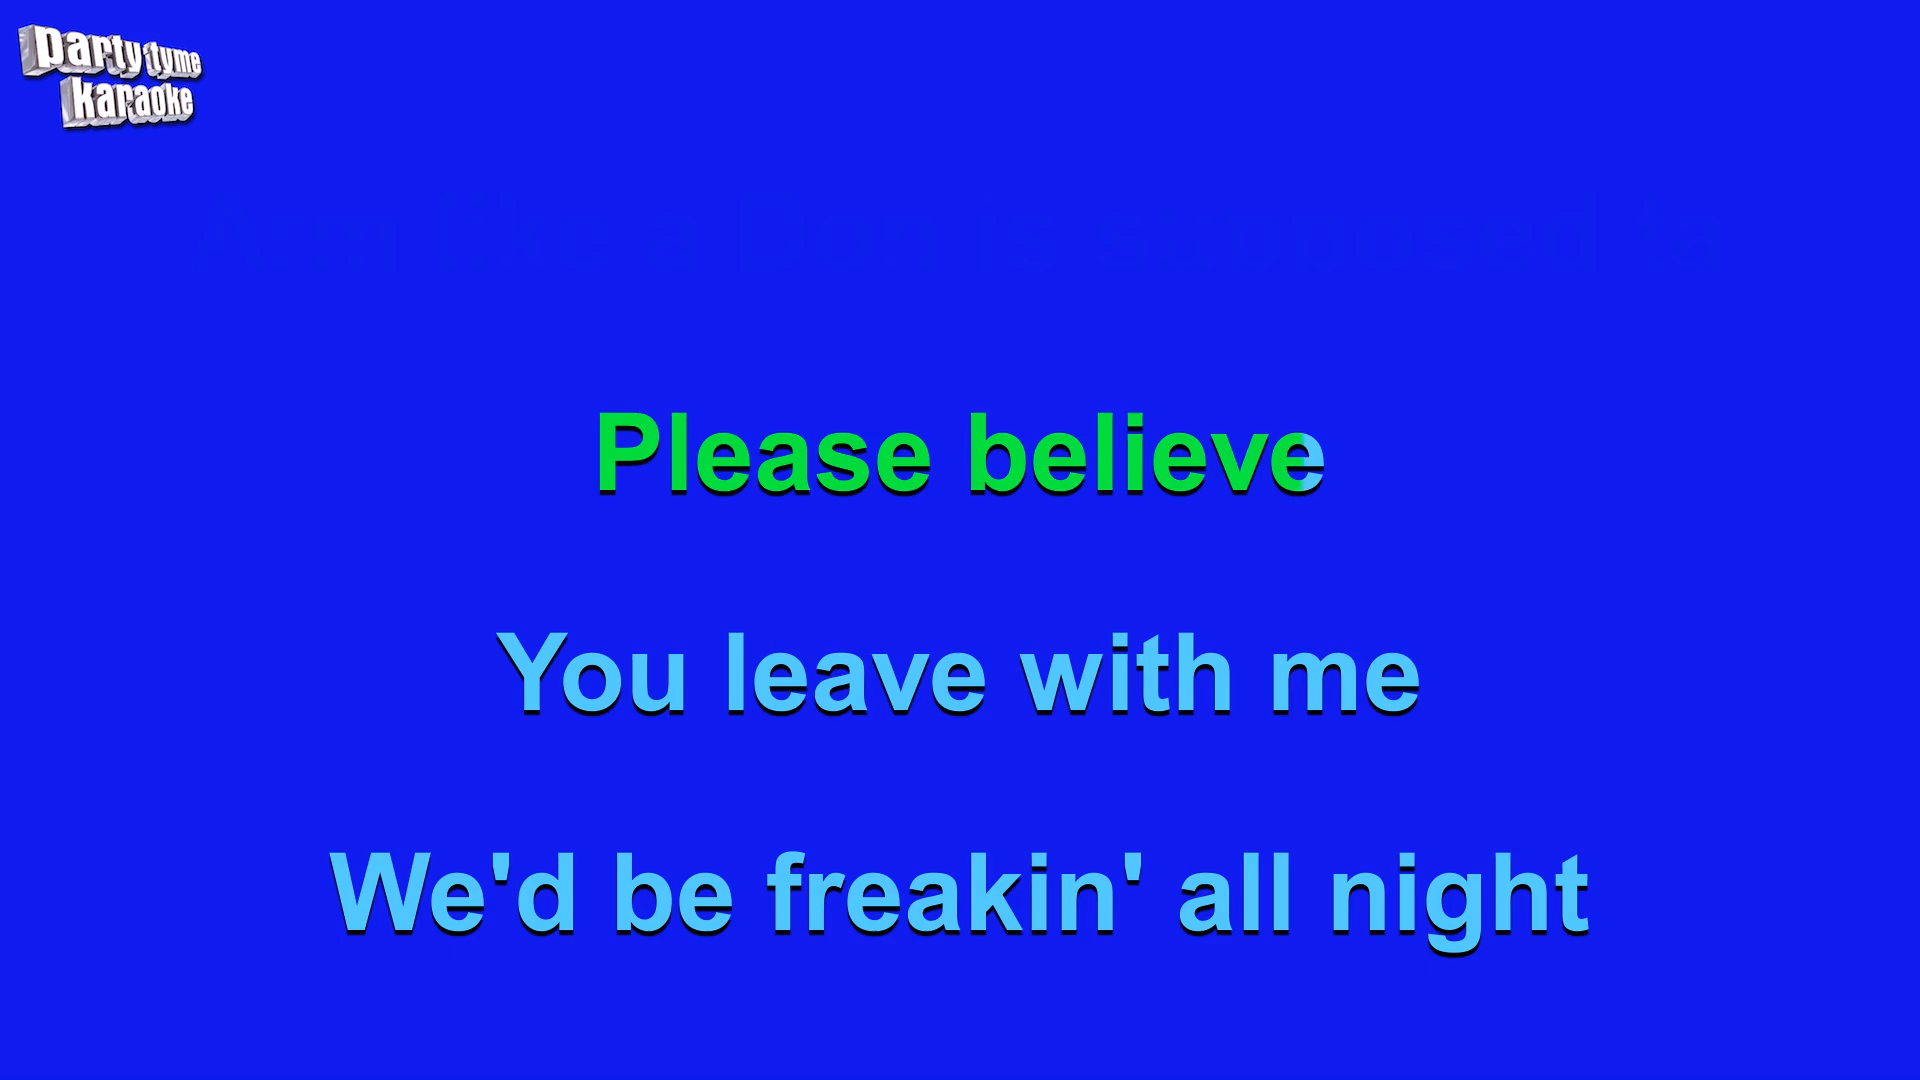 party tyme
karaoke
Please believe
You leave with me
We'd be freakin' all night